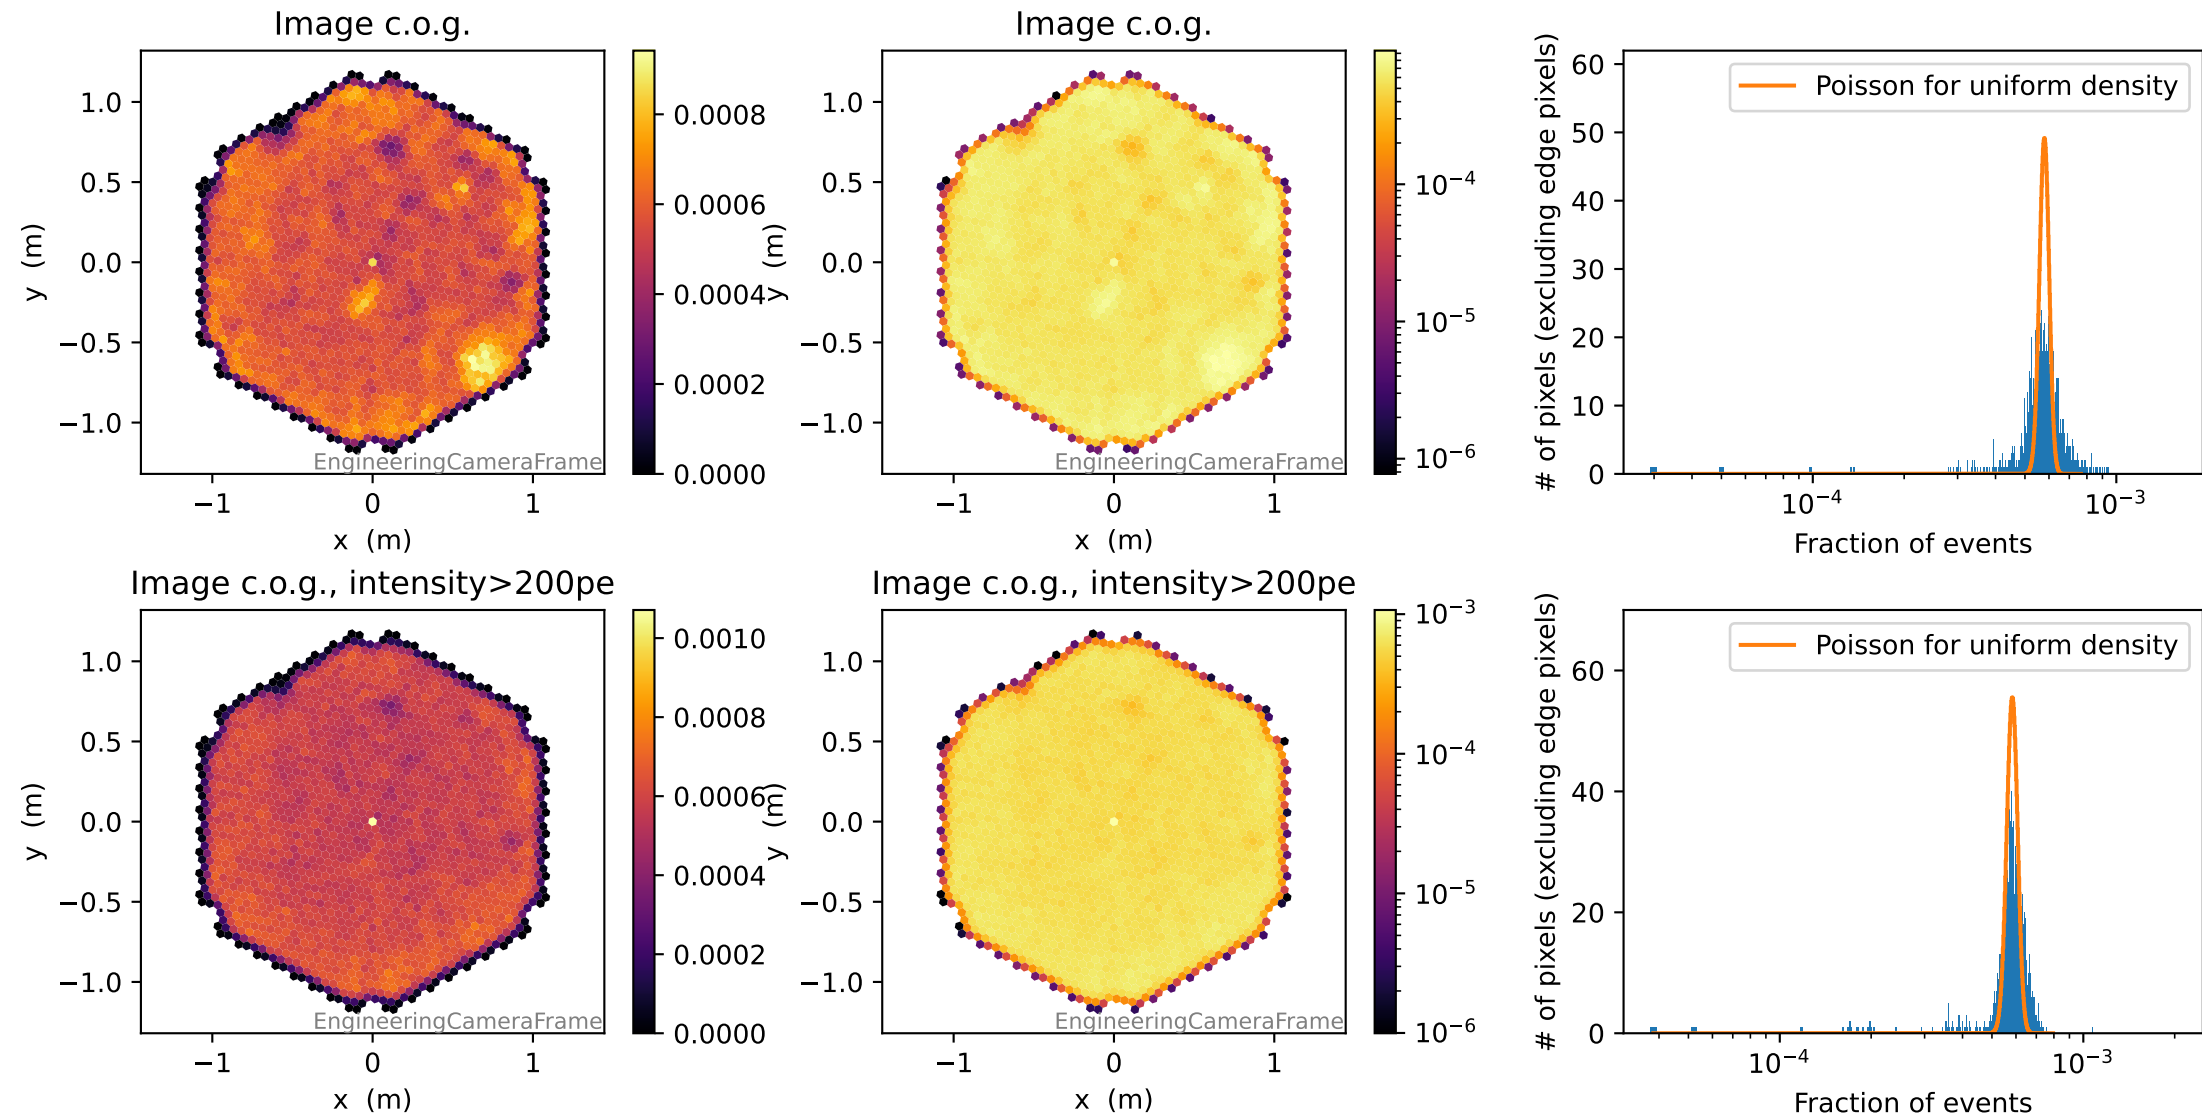 Image c.o.g.
1.0
0.5
0.0
−0.5
−1.0
y (m)
−1 0 1
x (m)
EngineeringCameraFrame
0.0008
0.0006
0.0004
0.0002
0.0000
Image c.o.g.
1.0
0.5
0.0
−0.5
−1.0
y (m)
−1 0 1
x (m)
EngineeringCameraFrame
10⁻⁴
10⁻⁵
10⁻⁶
# of pixels (excluding edge pixels)
60
50
40
30
20
10
0
Poisson for uniform density
10⁻⁴ 10⁻³
Fraction of events
Image c.o.g., intensity>200pe
1.0
0.5
0.0
−0.5
−1.0
y (m)
−1 0 1
x (m)
EngineeringCameraFrame
0.0010
0.0008
0.0006
0.0004
0.0002
0.0000
Image c.o.g., intensity>200pe
1.0
0.5
0.0
−0.5
−1.0
y (m)
−1 0 1
x (m)
EngineeringCameraFrame
10⁻³
10⁻⁴
10⁻⁵
10⁻⁶
# of pixels (excluding edge pixels)
60
40
20
0
Poisson for uniform density
10⁻⁴ 10⁻³
Fraction of events